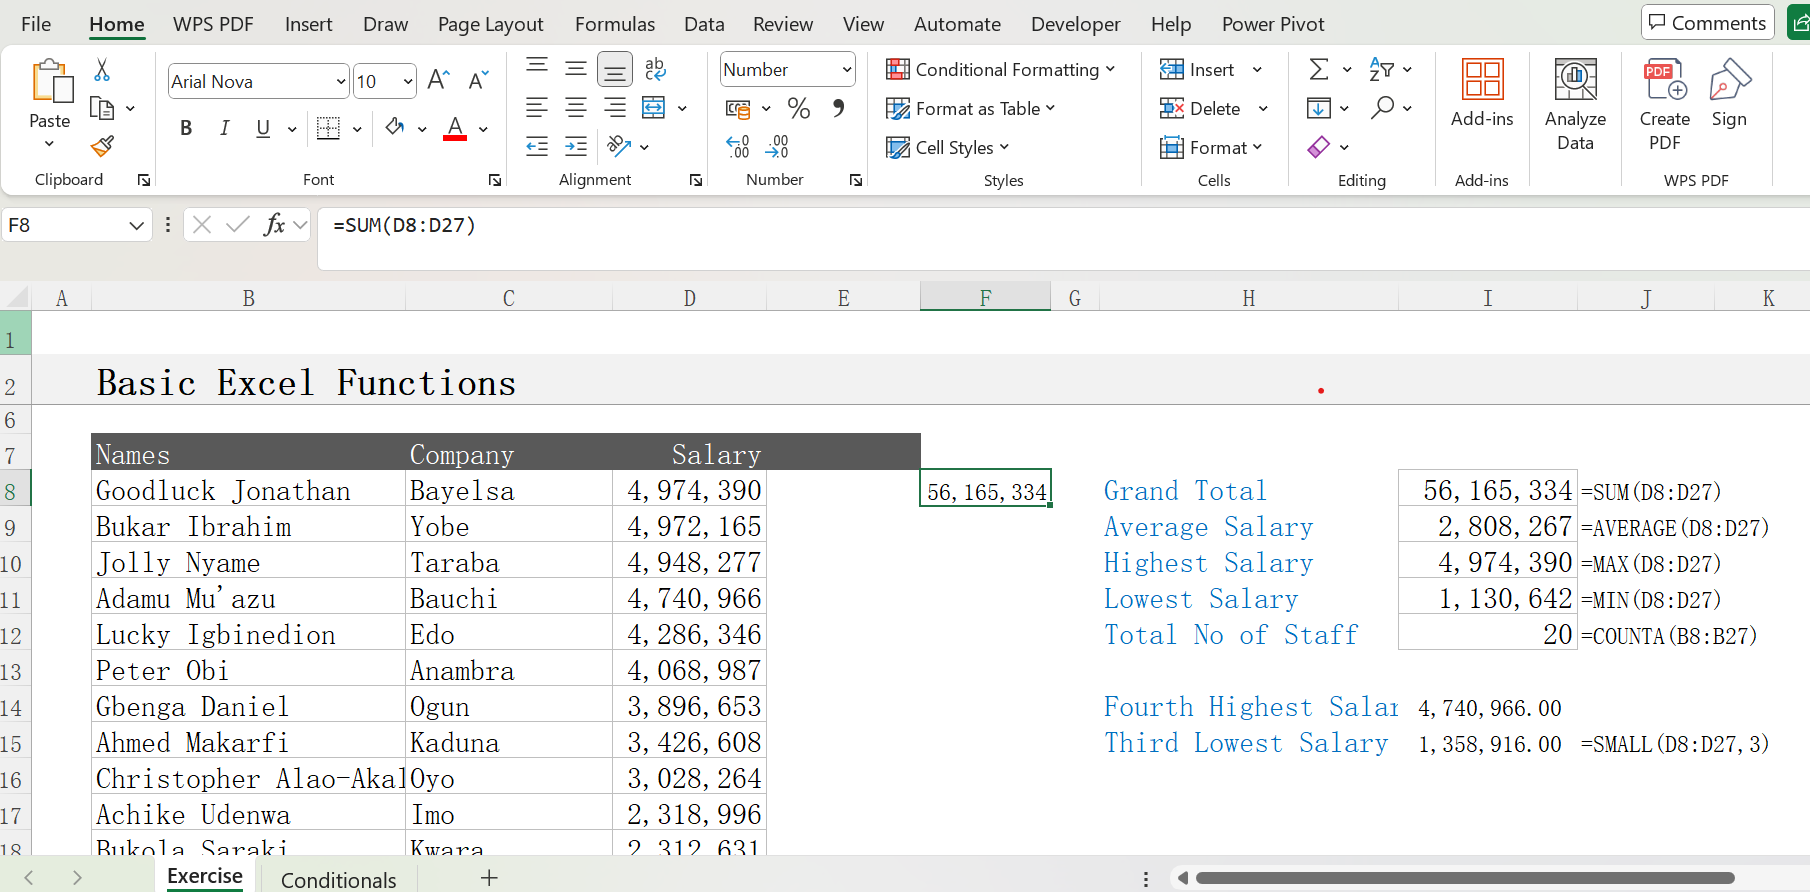 File Home WPS PDF Insert Draw Page Layout Formulas Data Review View Automate Developer Help Power Pivot Comments
Paste
Clipboard
Arial Nova 10
B I U A
Font
ab
Alignment
Number
% 
.00 .00
Number
Conditional Formatting
Format as Table
Cell Styles
Styles
Insert
Delete
Format
Cells
Editing
Add-ins
Add-ins
Analyze
Data
Create
PDF
Sign
WPS PDF
F8 fx =SUM(D8:D27)
A B C D E F G H I J K
1
2 Basic Excel Functions
6
7 Names Company Salary
8 Goodluck Jonathan Bayelsa 4,974,390 56,165,334 Grand Total 56,165,334 =SUM(D8:D27)
9 Bukar Ibrahim Yobe 4,972,165 Average Salary 2,808,267 =AVERAGE(D8:D27)
10 Jolly Nyame Taraba 4,948,277 Highest Salary 4,974,390 =MAX(D8:D27)
11 Adamu Mu'azu Bauchi 4,740,966 Lowest Salary 1,130,642 =MIN(D8:D27)
12 Lucky Igbinedion Edo 4,286,346 Total No of Staff 20 =COUNTA(B8:B27)
13 Peter Obi Anambra 4,068,987
14 Gbenga Daniel Ogun 3,896,653 Fourth Highest Salar 4,740,966.00
15 Ahmed Makarfi Kaduna 3,426,608 Third Lowest Salary 1,358,916.00 =SMALL(D8:D27,3)
16 Christopher Alao-Akal Oyo 3,028,264
17 Achike Udenwa Imo 2,318,996
18 Bukola Saraki Kwara 2,312,631
Exercise Conditionals